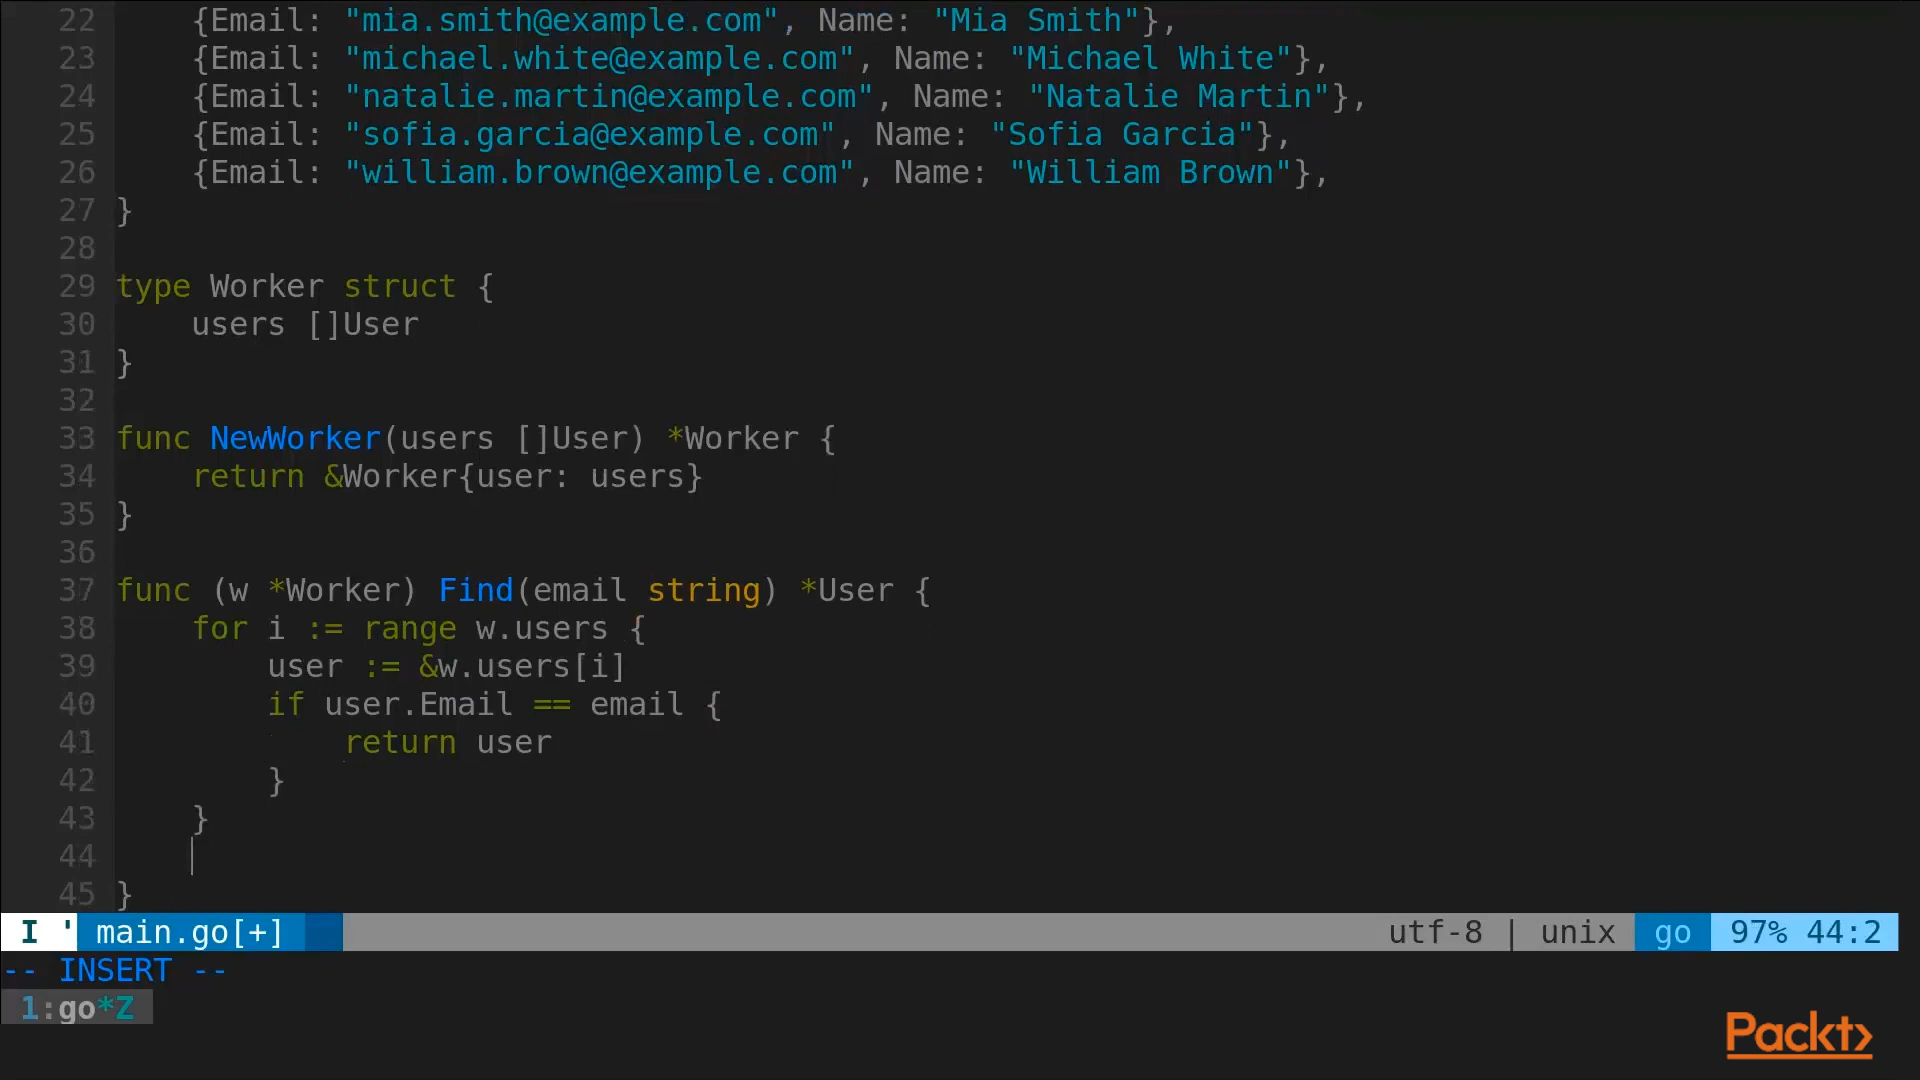 22 {Email: "mia.smith@example.com", Name: "Mia Smith"},
23 {Email: "michael.white@example.com", Name: "Michael White"},
24 {Email: "natalie.martin@example.com", Name: "Natalie Martin"},
25 {Email: "sofia.garcia@example.com", Name: "Sofia Garcia"},
26 {Email: "william.brown@example.com", Name: "William Brown"},
27 }
28
29 type Worker struct {
30 users []User
31 }
32
33 func NewWorker(users []User) *Worker {
34 return &Worker{user: users}
35 }
36
37 func (w *Worker) Find(email string) *User {
38 for i := range w.users {
39 user := &w.users[i]
40 if user.Email == email {
41 return user
42 }
43 }
44
45 }
I ' main.go[+] utf-8 | unix go 97% 44:2
-- INSERT --
1:go*Z
Packt>